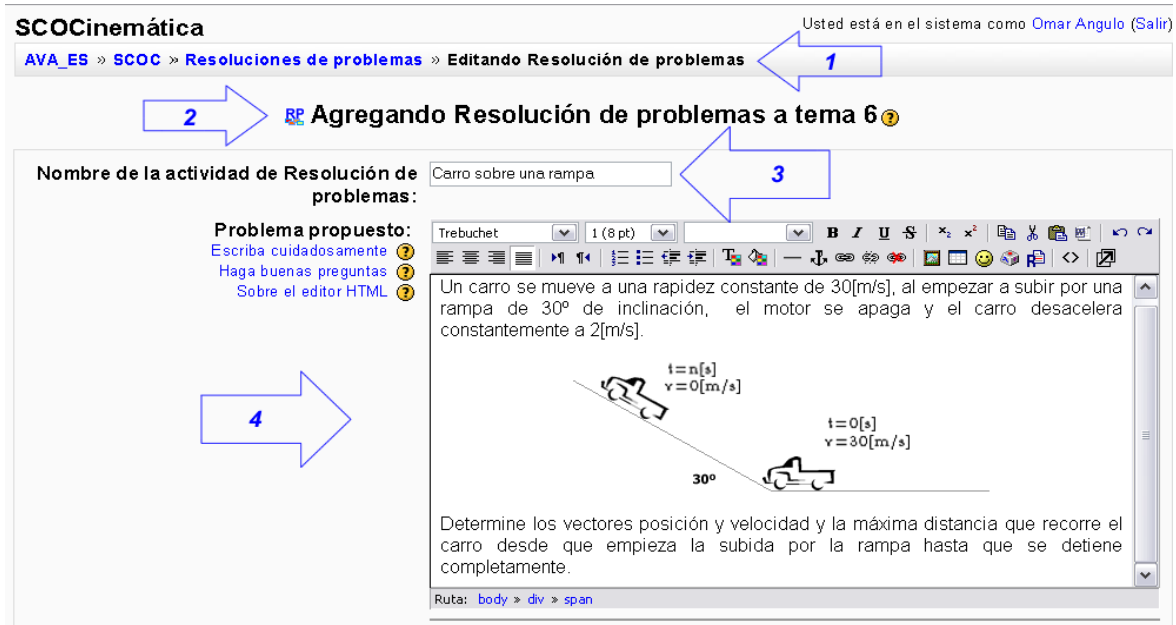 SCOCinemática
Usted está en el sistema como Omar Angulo (Salir)
AVA_ES » SCOC » Resoluciones de problemas » Editando Resolución de problemas
1
2
RP Agregando Resolución de problemas a tema 6 ?
Nombre de la actividad de Resolución de
problemas:
Carro sobre una rampa
3
Problema propuesto:
Escriba cuidadosamente ?
Haga buenas preguntas ?
Sobre el editor HTML ?
Trebuchet 1 (8 pt) B I U S x₂ x²
Un carro se mueve a una rapidez constante de 30[m/s], al empezar a subir por una
rampa de 30º de inclinación, el motor se apaga y el carro desacelera
constantemente a 2[m/s].
t=n[s]
v=0[m/s]
4
t=0[s]
v=30[m/s]
30º
Determine los vectores posición y velocidad y la máxima distancia que recorre el
carro desde que empieza la subida por la rampa hasta que se detiene
completamente.
Ruta: body » div » span